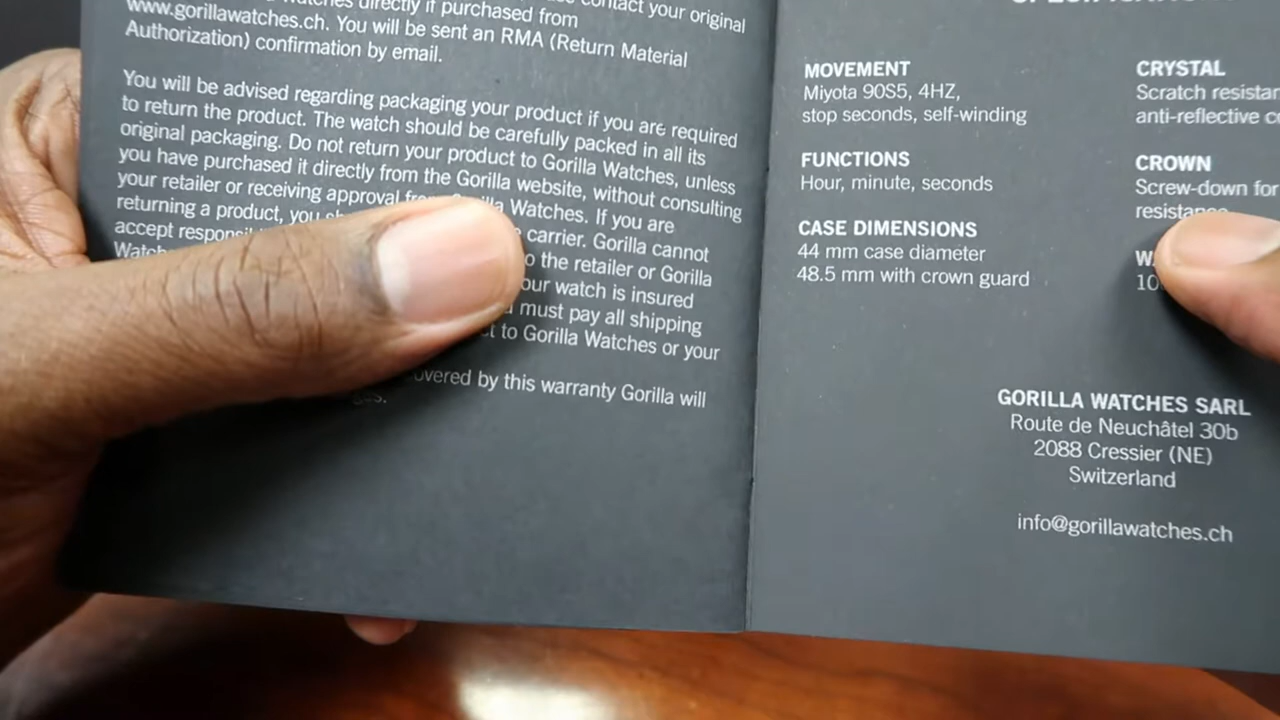 contact your original
directly if purchased from
www.gorillawatches.ch. You will be sent an RMA (Return Material
Authorization) confirmation by email.
You will be advised regarding packaging your product if you are required
to return the product. The watch should be carefully packed in all its
original packaging. Do not return your product to Gorilla Watches, unless
you have purchased it directly from the Gorilla website, without consulting
your retailer or receiving approval Watches. If you are
returning a product, you carrier. Gorilla cannot
accept the retailer or Gorilla
your watch is insured
must pay all shipping
to Gorilla Watches or your
covered by this warranty Gorilla will
MOVEMENT
Miyota 90S5, 4HZ,
stop seconds, self-winding
FUNCTIONS
Hour, minute, seconds
CASE DIMENSIONS
44 mm case diameter
48.5 mm with crown guard
CRYSTAL
Scratch
anti-reflective
CROWN
Screw-down for
resistance
GORILLA WATCHES SARL
Route de Neuchâtel 30b
2088 Cressier (NE)
Switzerland
info@gorillawatches.ch